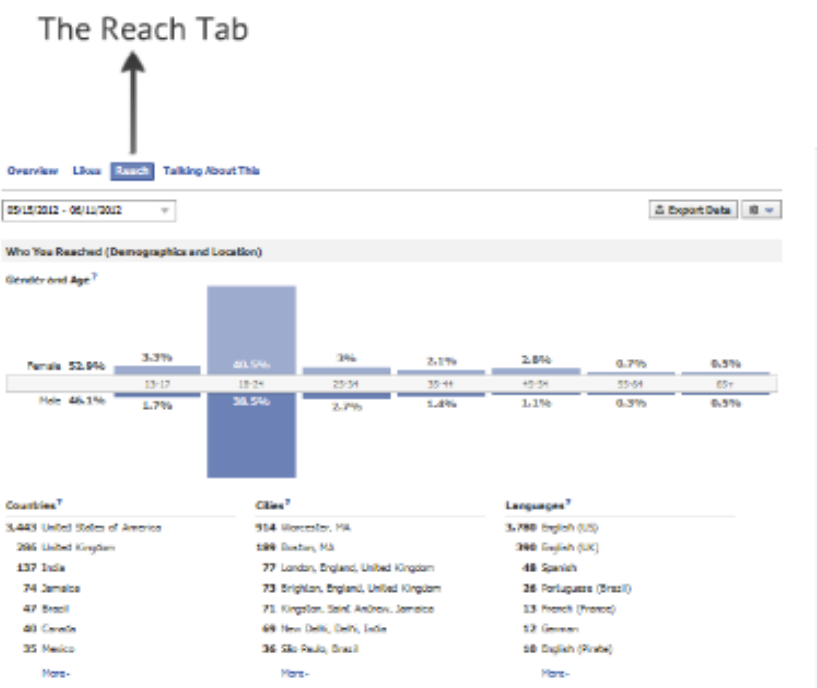 The Reach Tab
Overview Likes Reach Talking About This
05/15/2012 - 06/11/2012 Export Data
Who You Reached (Demographics and Location)
Gender and Age ?
Female 52.9% 3.3% 40.5% 3% 2.1% 2.8% 0.7% 0.5%
13-17 18-24 25-34 35-44 45-54 55-64 65+
Male 46.1% 1.7% 38.5% 2.7% 1.4% 1.1% 0.3% 0.5%
Countries ? Cities ? Languages ?
3,443 United States of America 914 Worcester, MA 3,780 English (US)
286 United Kingdom 189 Boston, MA 390 English (UK)
137 India 77 London, England, United Kingdom 48 Spanish
74 Jamaica 73 Brighton, England, United Kingdom 26 Portuguese (Brazil)
47 Brazil 71 Kingston, Saint Andrew, Jamaica 13 French (France)
40 Canada 69 New Delhi, Delhi, India 12 German
35 Mexico 36 São Paulo, Brazil 10 English (Pirate)
More- More- More-